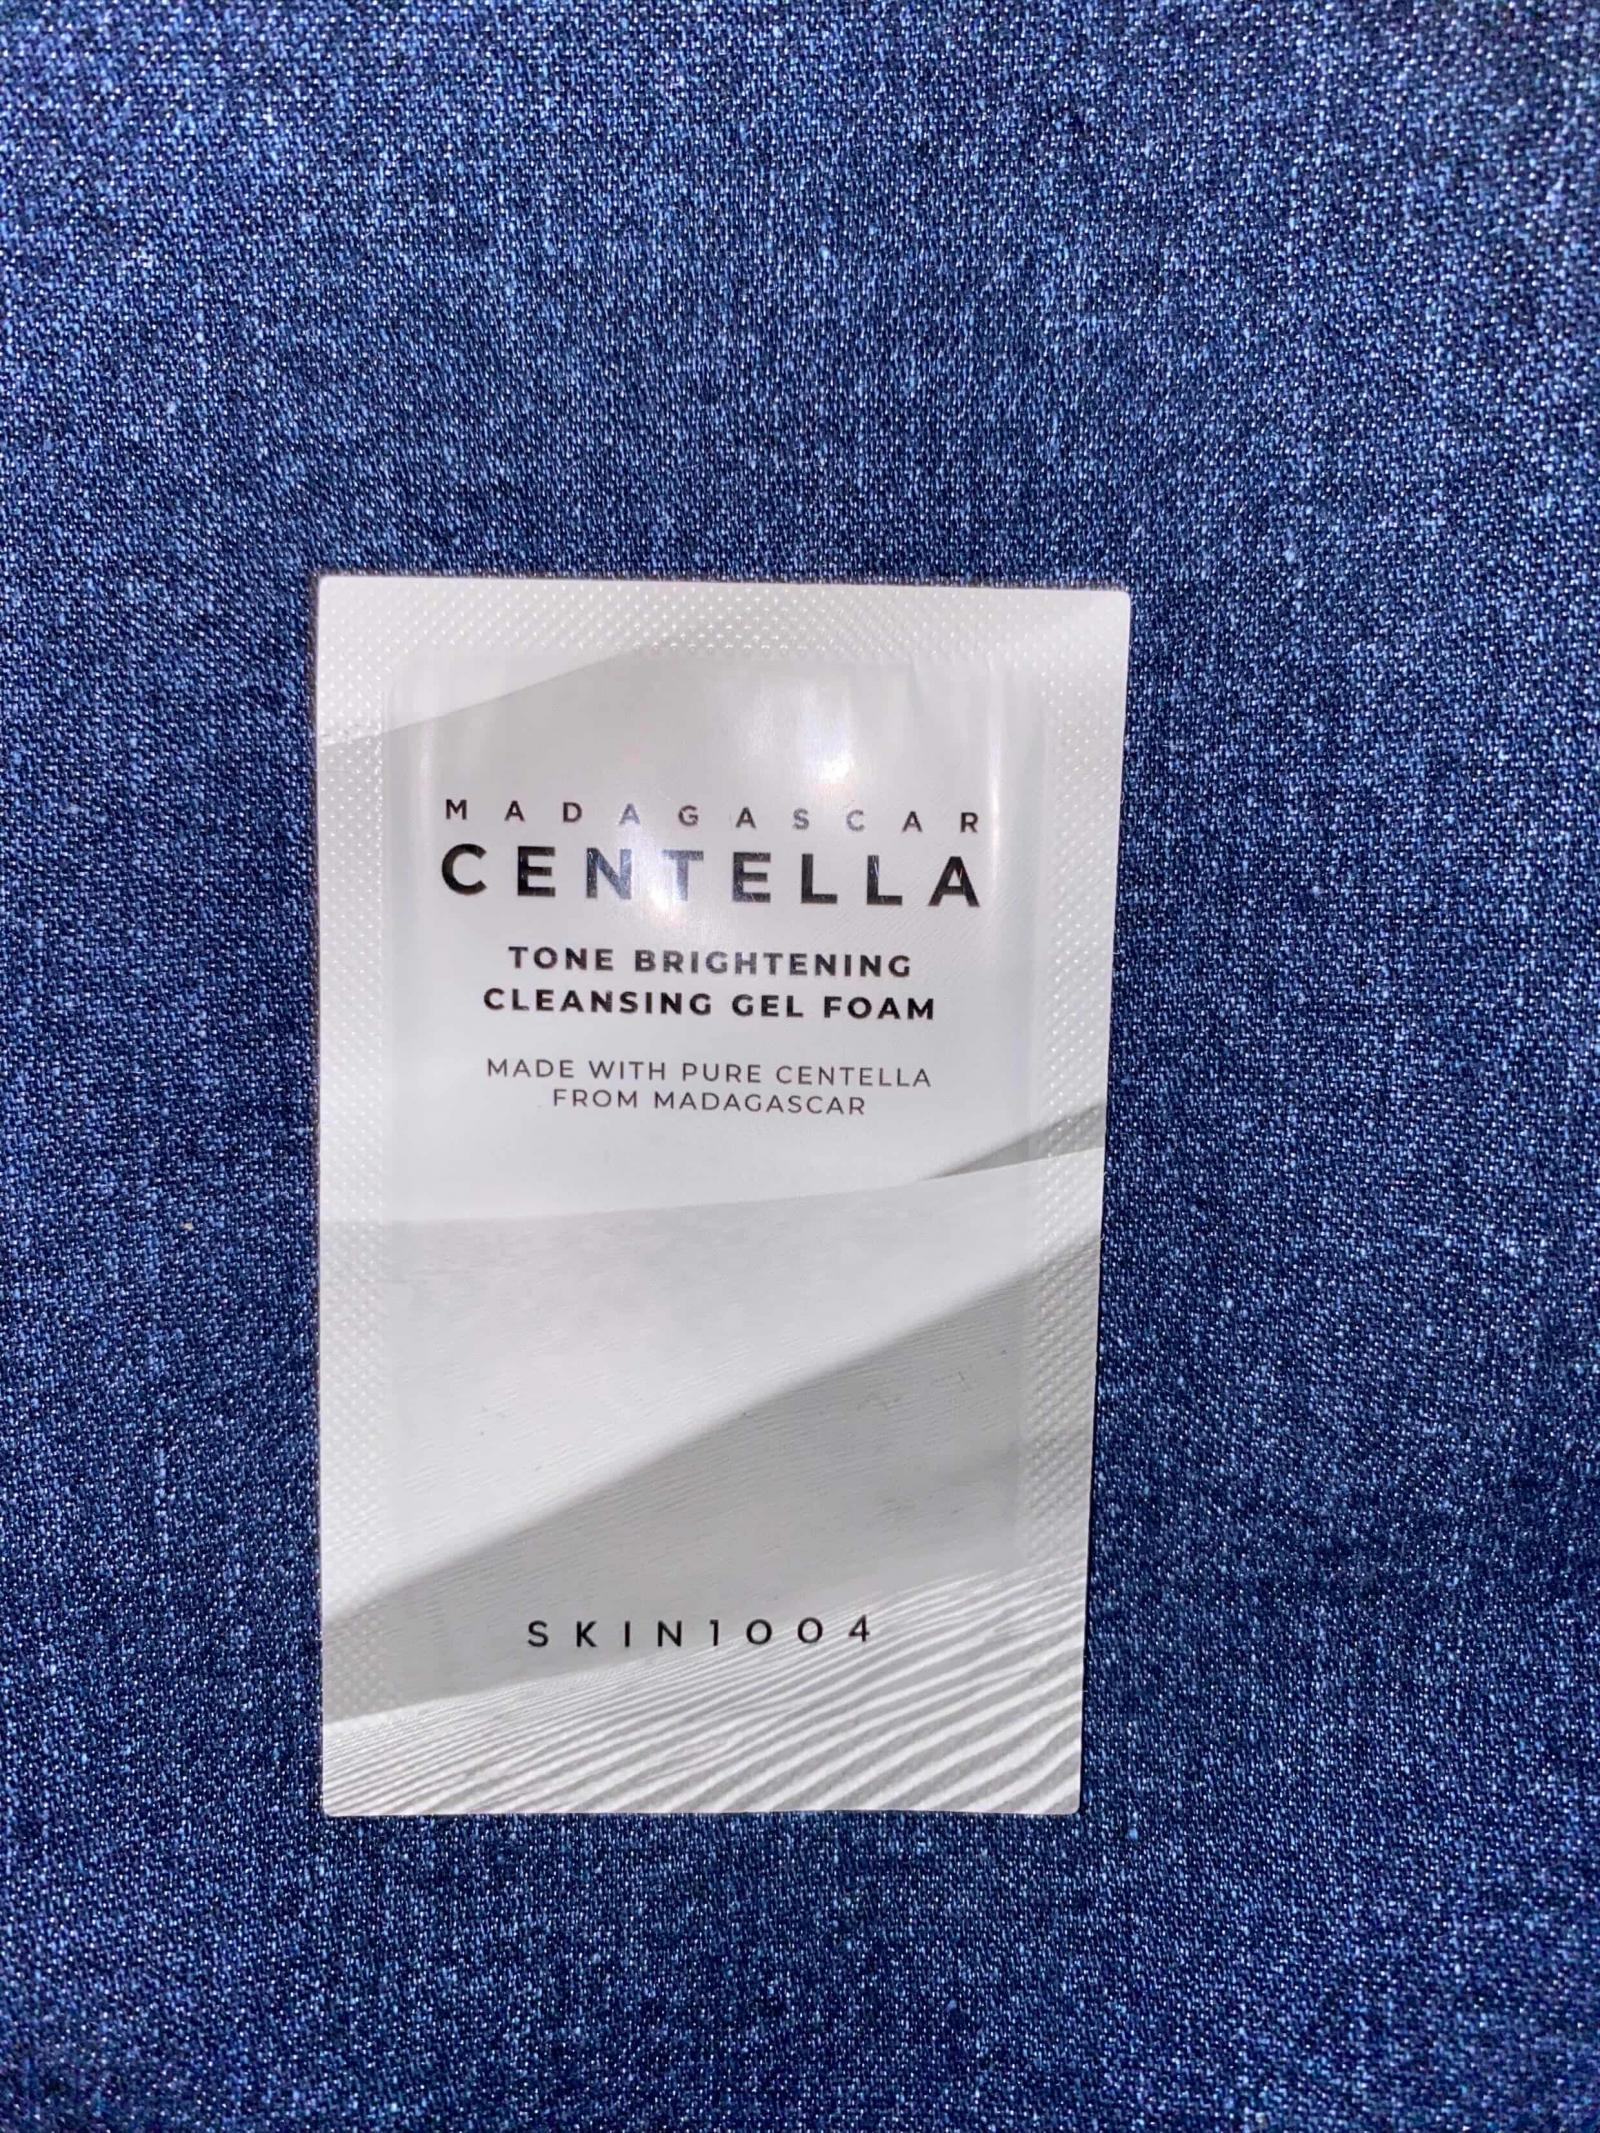 MADAGASCAR
CENTELLA
TONE BRIGHTENING
CLEANSING GEL FOAM
MADE WITH PURE CENTELLA
FROM MADAGASCAR
SKIN1004